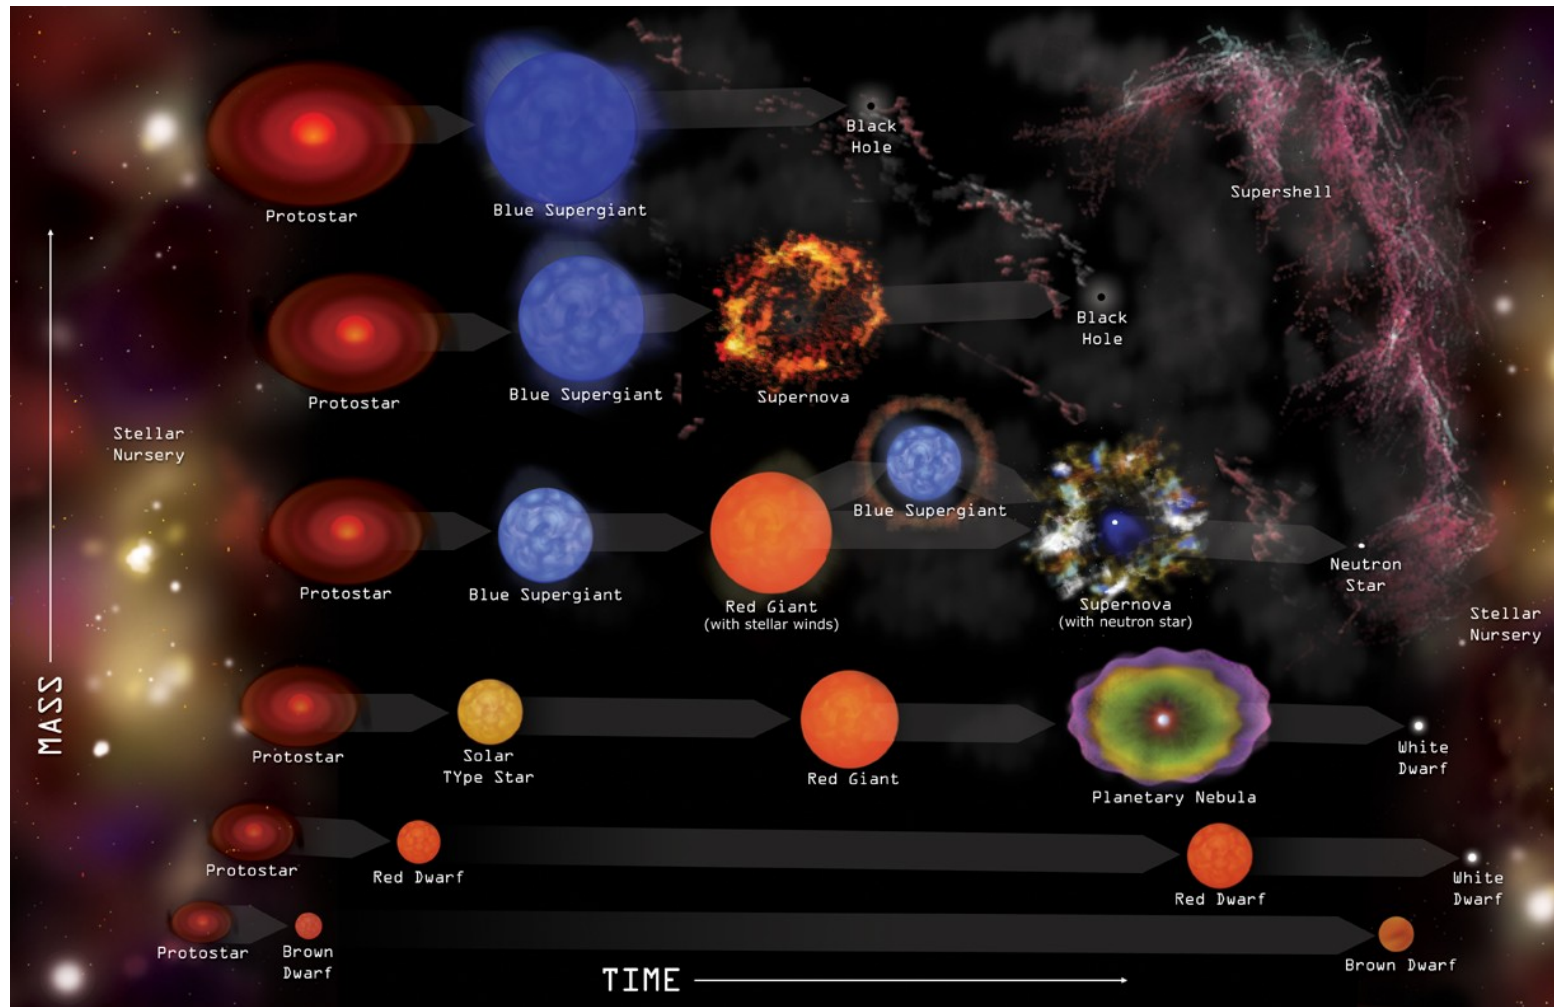 Protostar
Blue Supergiant
Black
Hole
Supershell
Protostar
Blue Supergiant
Supernova
Black
Hole
Stellar
Nursery
Protostar
Blue Supergiant
Red Giant
(with stellar winds)
Blue Supergiant
Supernova
(with neutron star)
Neutron
Star
Stellar
Nursery
MASS
Protostar
Solar
TYpe Star
Red Giant
Planetary Nebula
White
Dwarf
Protostar
Red Dwarf
Red Dwarf
White
Dwarf
Protostar
Brown
Dwarf
Brown Dwarf
TIME